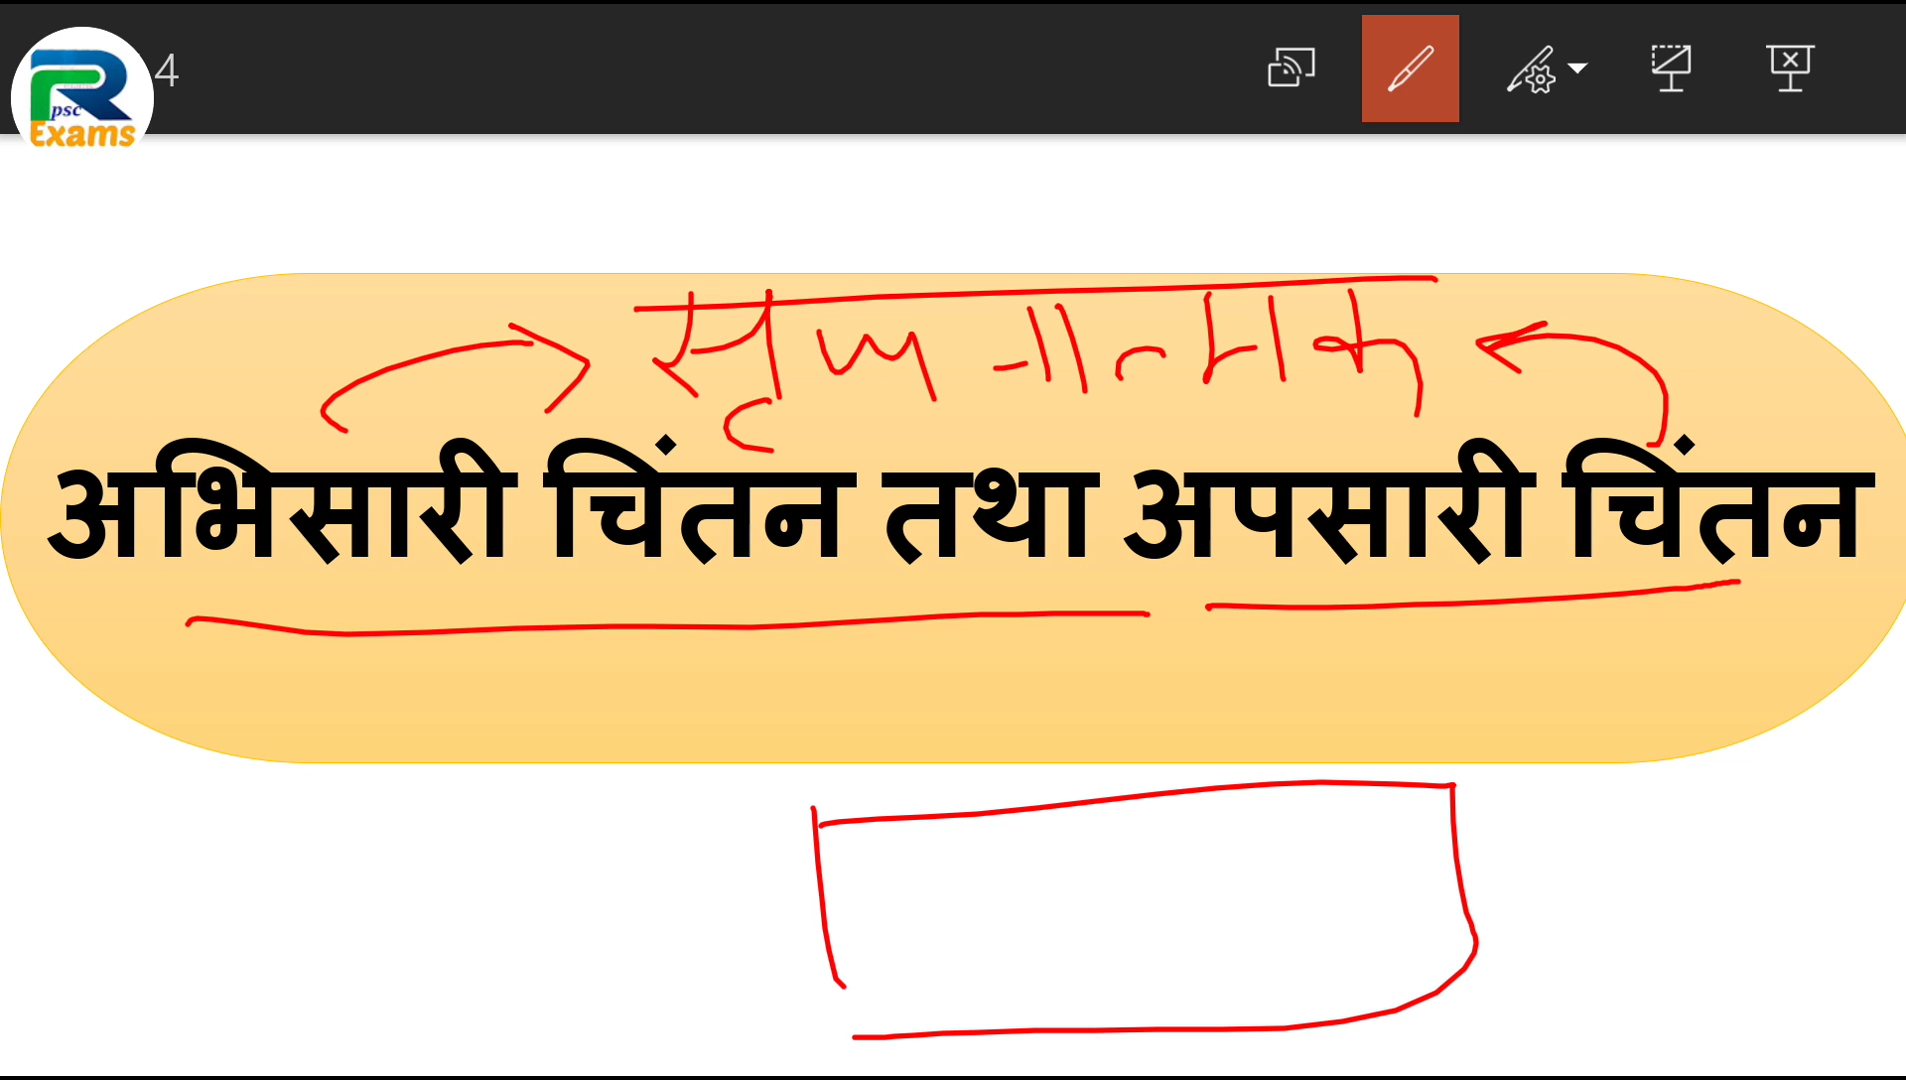 4
R
psc
Exams
सृजनात्मक
अभिसारी चिंतन तथा अपसारी चिंतन